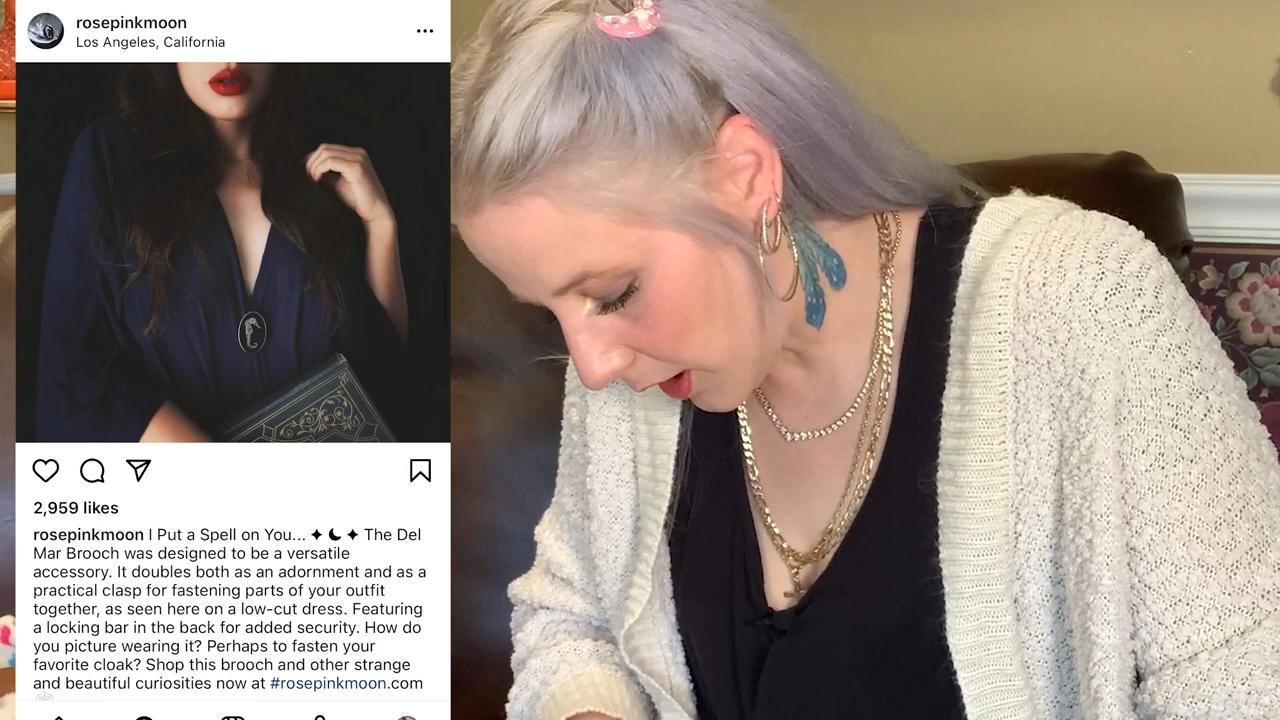 rosepinkmoon
Los Angeles, California
2,959 likes
rosepinkmoon I Put a Spell on You... ✦ ⏾ ✦ The Del
Mar Brooch was designed to be a versatile
accessory. It doubles both as an adornment and as a
practical clasp for fastening parts of your outfit
together, as seen here on a low-cut dress. Featuring
a locking bar in the back for added security. How do
you picture wearing it? Perhaps to fasten your
favorite cloak? Shop this brooch and other strange
and beautiful curiosities now at #rosepinkmoon.com